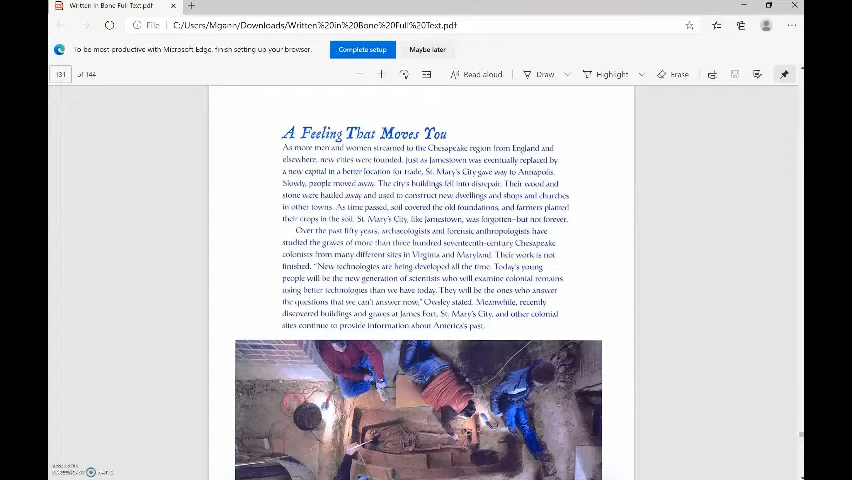 Written in Bone Full Text.pdf
File
C:/Users/Mgann/Downloads/Written%20in%20Bone%20Full%20Text.pdf
To be most productive with Microsoft Edge, finish setting up your browser.
Complete setup
Maybe later
131
of 144
Read aloud
Draw
Highlight
Erase
A Feeling That Moves You
As more men and women streamed to the Chesapeake region from England and
elsewhere, new cities were founded. Just as Jamestown was eventually replaced by
a new capital in a better location for trade, St. Mary's City gave way to Annapolis.
Slowly, people moved away. The city's buildings fell into disrepair. Their wood and
stone were hauled away and used to construct new dwellings and shops and churches
in other towns. As time passed, soil covered the old foundations, and farmers planted
their crops in the soil. St. Mary's City, like Jamestown, was forgotten—but not forever.
Over the past fifty years, archaeologists and forensic anthropologists have
studied the graves of more than three hundred seventeenth-century Chesapeake
colonists from many different sites in Virginia and Maryland. Their work is not
finished. "New technologies are being developed all the time. Today's young
people will be the new generation of scientists who will examine colonial remains
using better technologies than we have today. They will be the ones who answer
the questions that we can't answer now," Owsley stated. Meanwhile, recently
discovered buildings and graves at James Fort, St. Mary's City, and other colonial
sites continue to provide information about America's past.